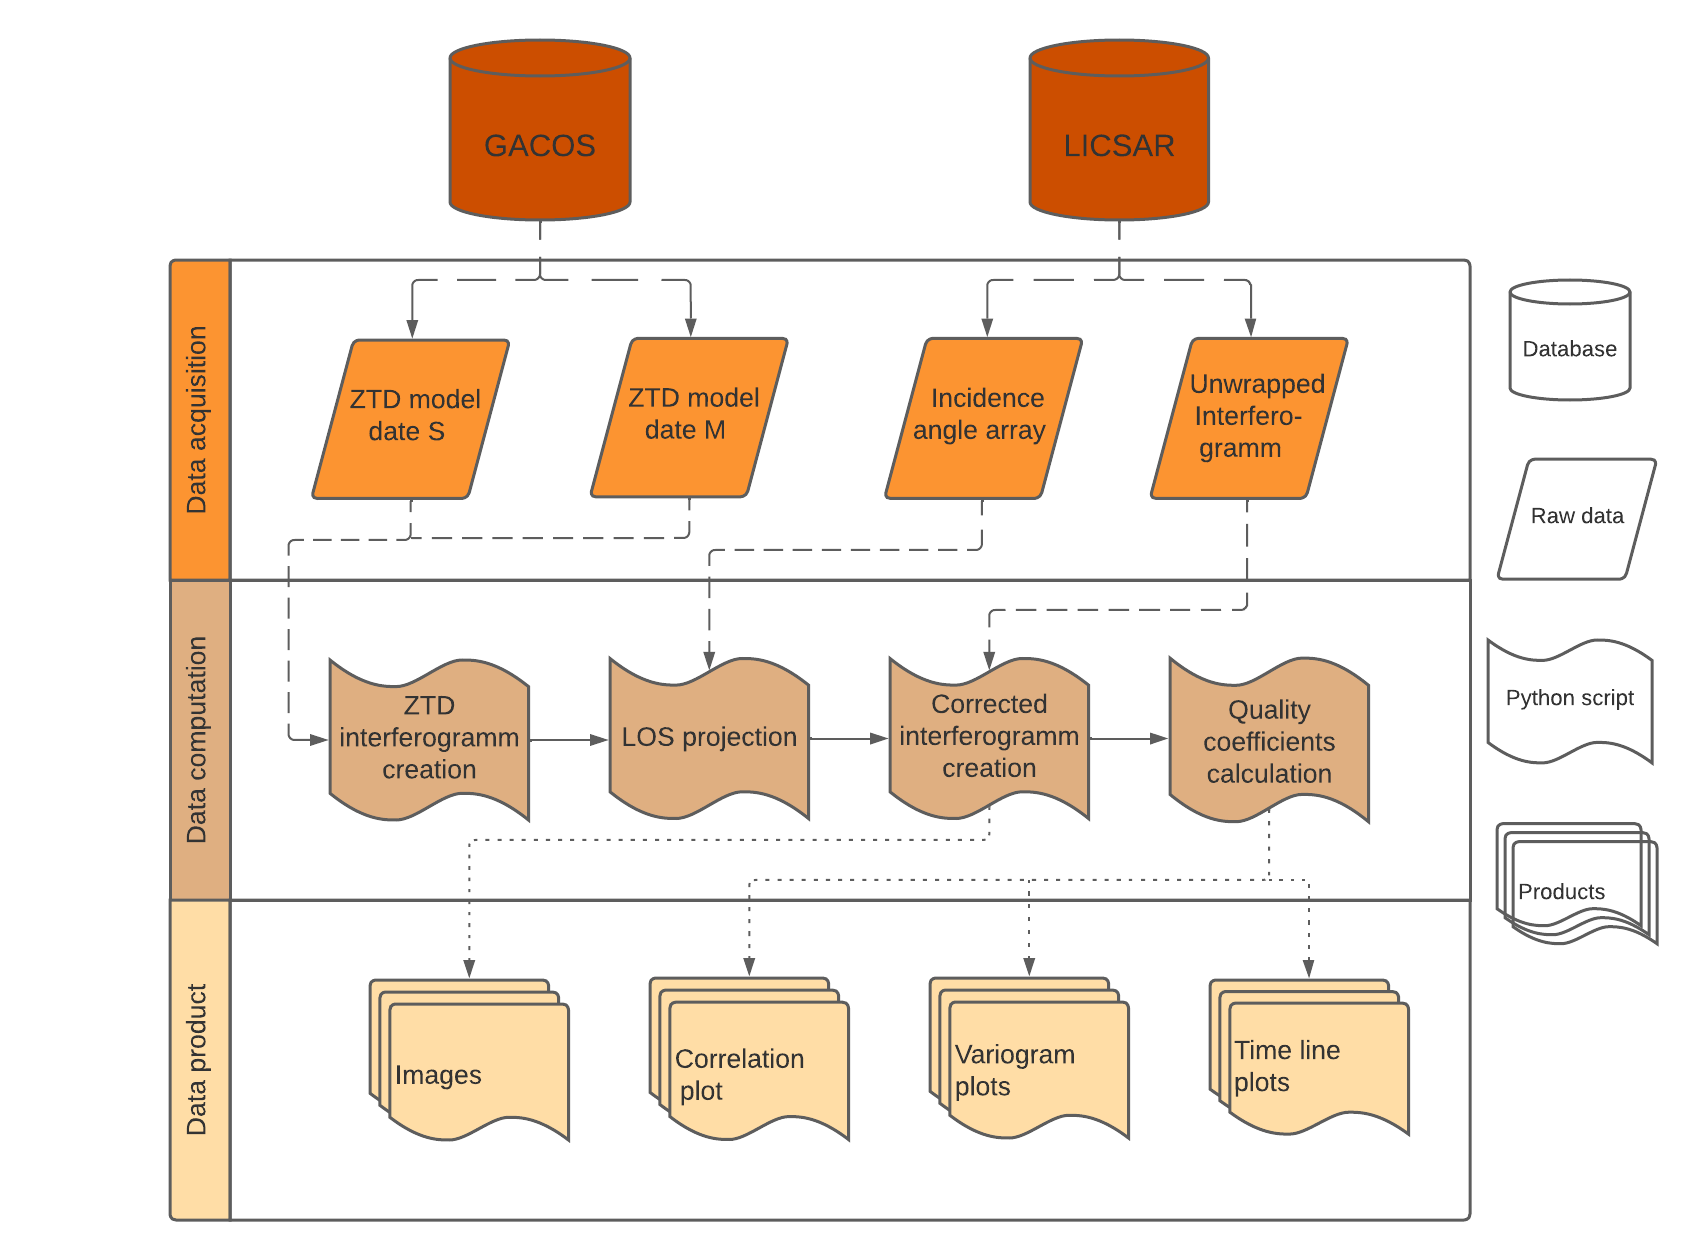 GACOS
LICSAR
Data acquisition
ZTD model
date S
ZTD model
date M
Incidence
angle array
Unwrapped
Interfero-
gramm
Data computation
ZTD
interferogramm
creation
LOS projection
Corrected
interferogramm
creation
Quality
coefficients
calculation
Data product
Images
Correlation
plot
Variogram
plots
Time line
plots
Database
Raw data
Python script
Products